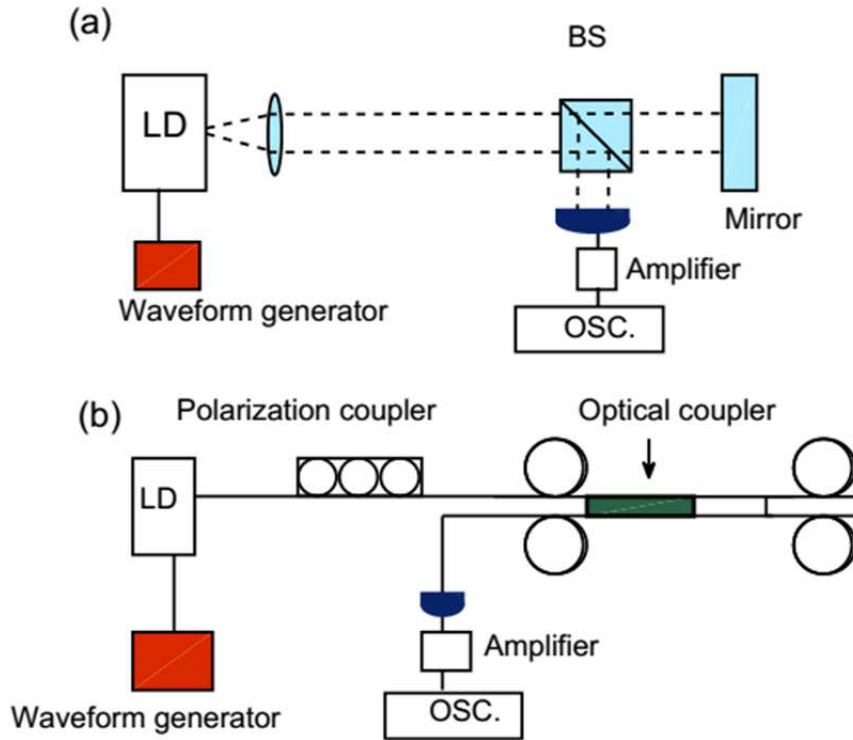 (a)
BS
LD
Mirror
Amplifier
Waveform generator
OSC.
(b)
Polarization coupler
Optical coupler
LD
Amplifier
Waveform generator
OSC.